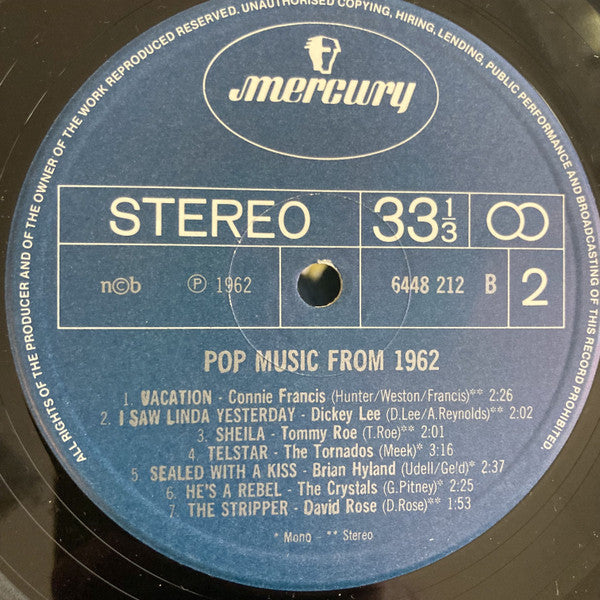 ALL RIGHTS OF THE PRODUCER AND OF THE OWNER OF THE WORK REPRODUCED RESERVED. UNAUTHORISED COPYING, HIRING, LENDING, PUBLIC PERFORMANCE AND BROADCASTING OF THIS RECORD PROHIBITED.
mercury
STEREO 33 1/3
n©b ℗ 1962 6448 212 B 2
POP MUSIC FROM 1962
1. VACATION - Connie Francis (Hunter/Weston/Francis)** 2:26
2. I SAW LINDA YESTERDAY - Dickey Lee (D.Lee/A.Reynolds)** 2:02
3. SHEILA - Tommy Roe (T.Roe)** 2:01
4. TELSTAR - The Tornados (Meek)* 3:16
5 SEALED WITH A KISS - Brian Hyland (Udell/Geld)* 2:37
6. HE'S A REBEL - The Crystals (G.Pitney)* 2:25
7. THE STRIPPER - David Rose (D.Rose)* 1:53
* Mono - ** Stereo